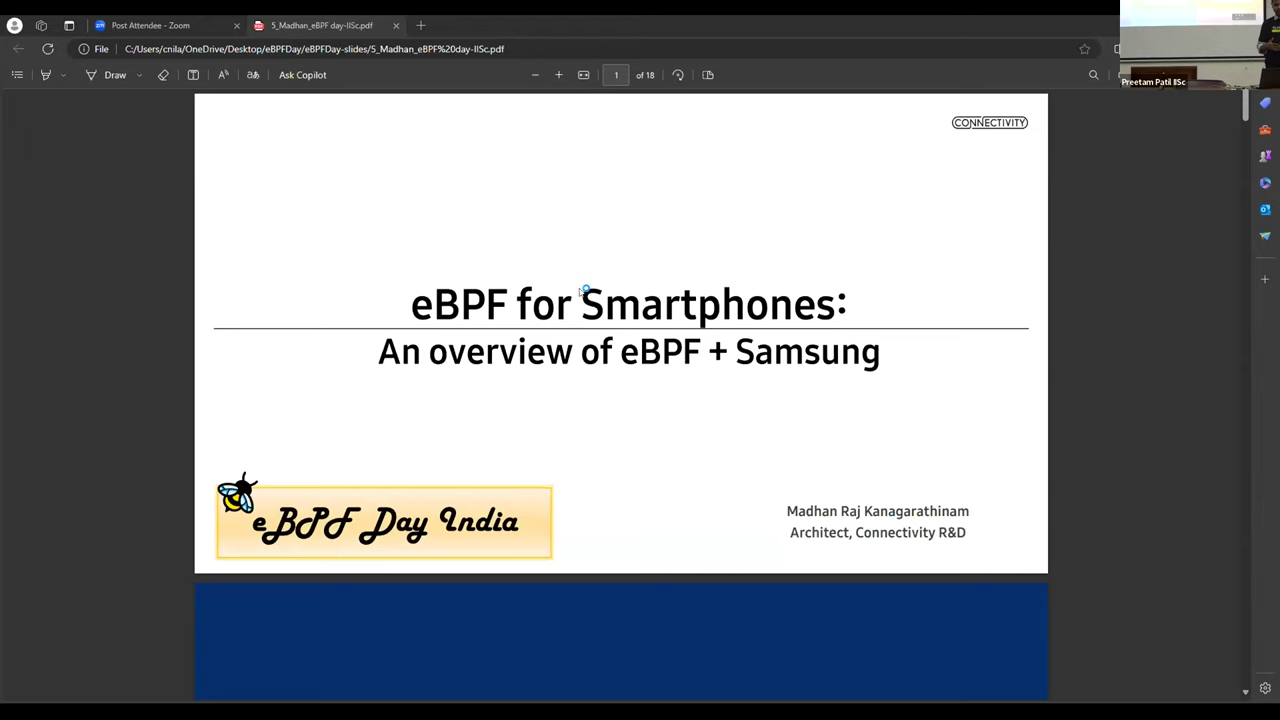 Post Attendee - Zoom
5_Madhan_eBPF day-IISc.pdf
File
C:/Users/cnila/OneDrive/Desktop/eBPFDay/eBPFDay-slides/5_Madhan_eBPF%20day-IISc.pdf
Draw
Ask Copilot
1
of 18
Preetam Patil IISc
CONNECTIVITY
eBPF for Smartphones:
An overview of eBPF + Samsung
eBPF Day India
Madhan Raj Kanagarathinam
Architect, Connectivity R&D